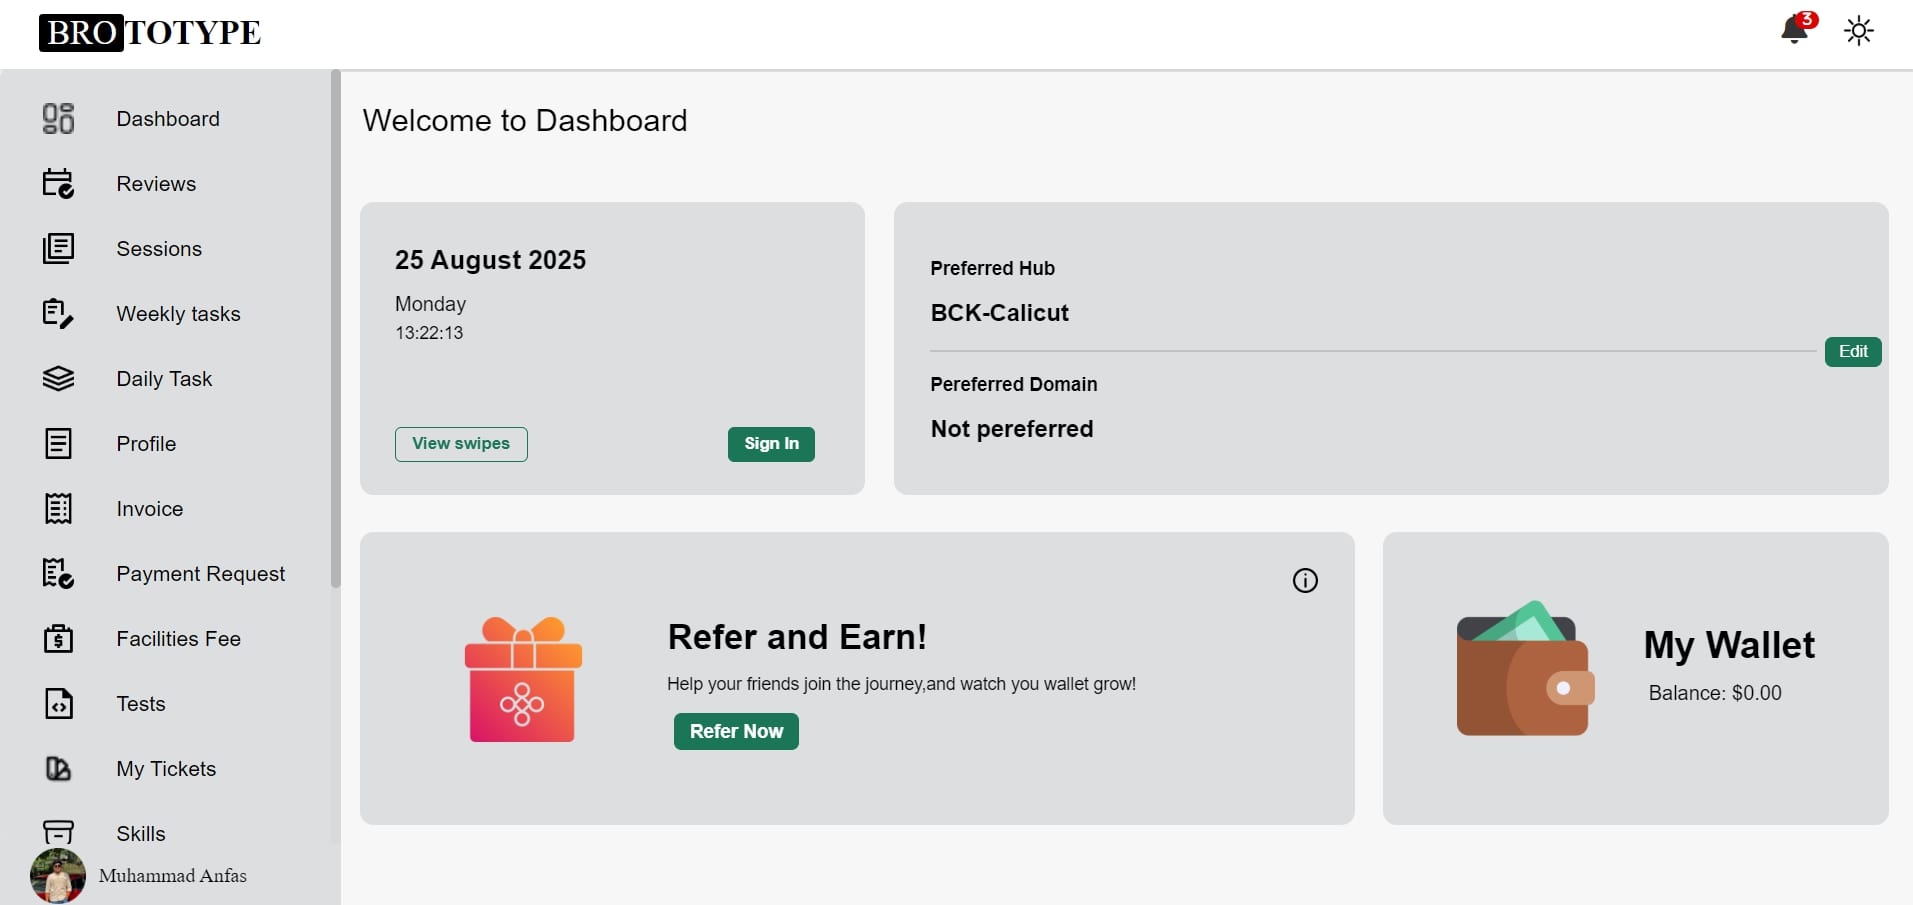 BROTOTYPE
3
Dashboard
Reviews
Sessions
Weekly tasks
Daily Task
Profile
Invoice
Payment Request
Facilities Fee
Tests
My Tickets
Skills
Muhammad Anfas
Welcome to Dashboard
25 August 2025
Monday
13:22:13
View swipes
Sign In
Preferred Hub
BCK-Calicut
Edit
Pereferred Domain
Not pereferred
Refer and Earn!
Help your friends join the journey,and watch you wallet grow!
Refer Now
My Wallet
Balance: $0.00